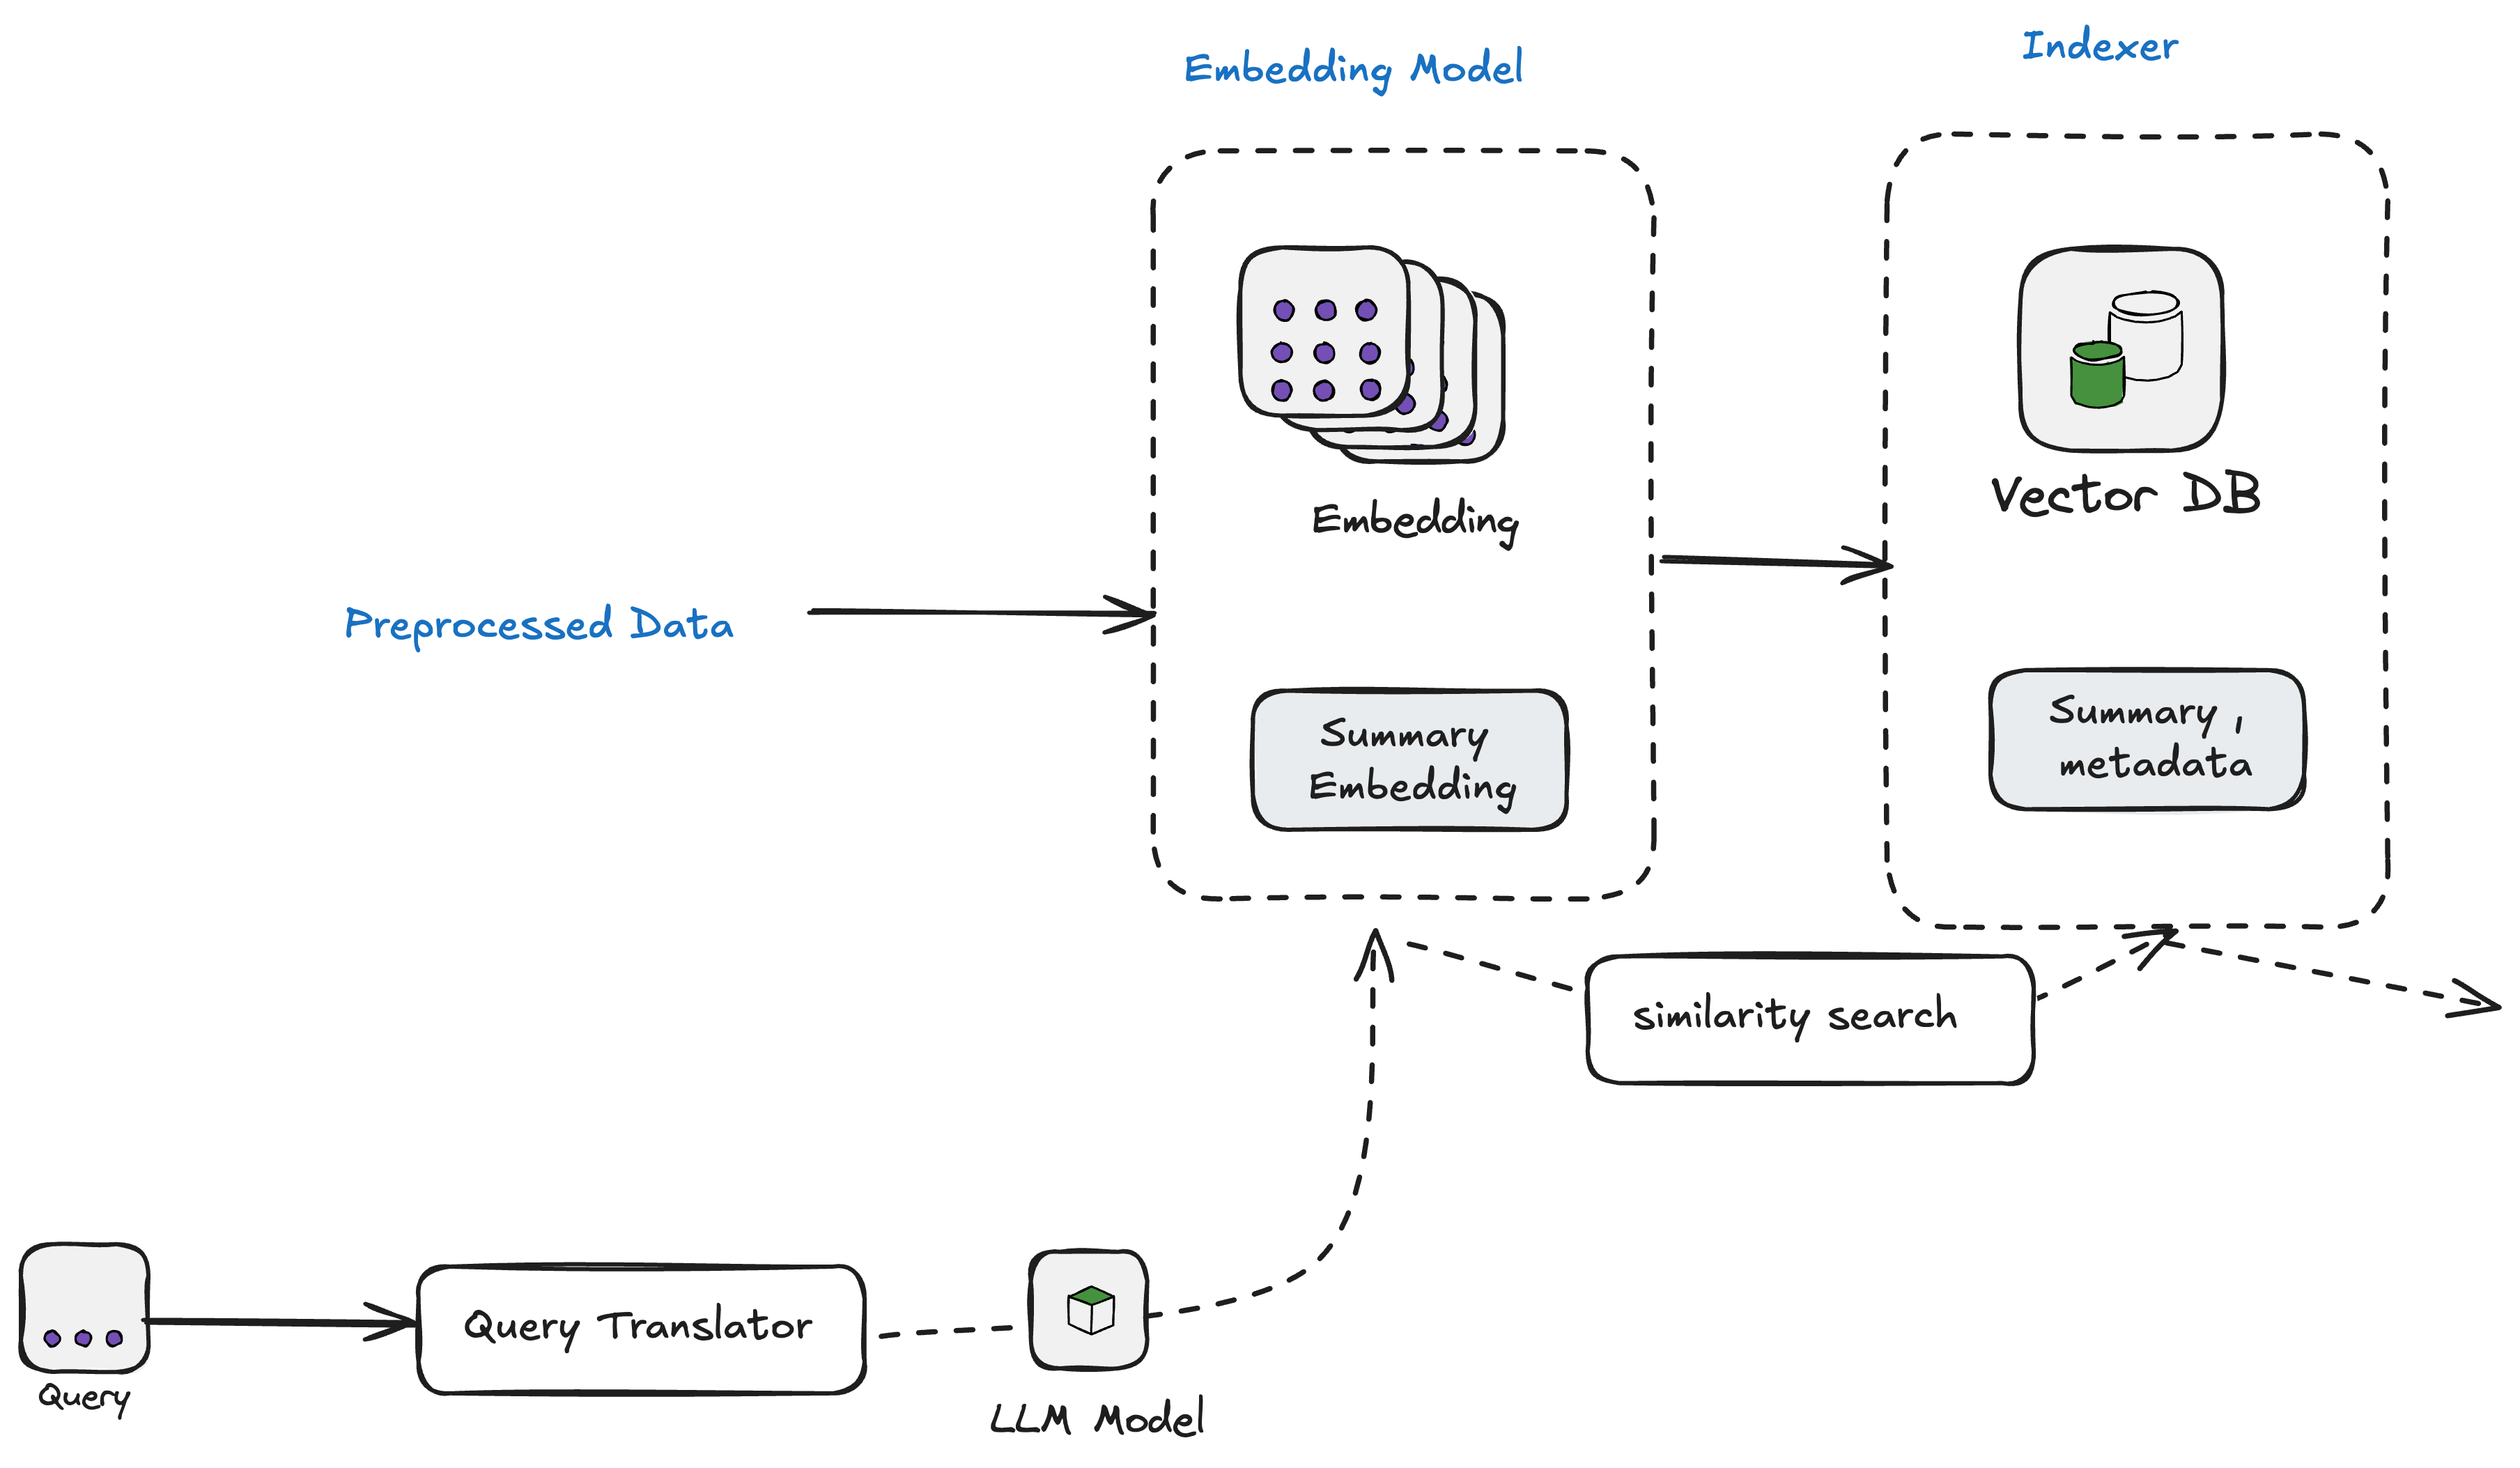 Embedding Model
Indexer
Embedding
Vector DB
Preprocessed Data
Summary
Embedding
Summary ,
metadata
similarity search
Query Translator
Query
LLM Model